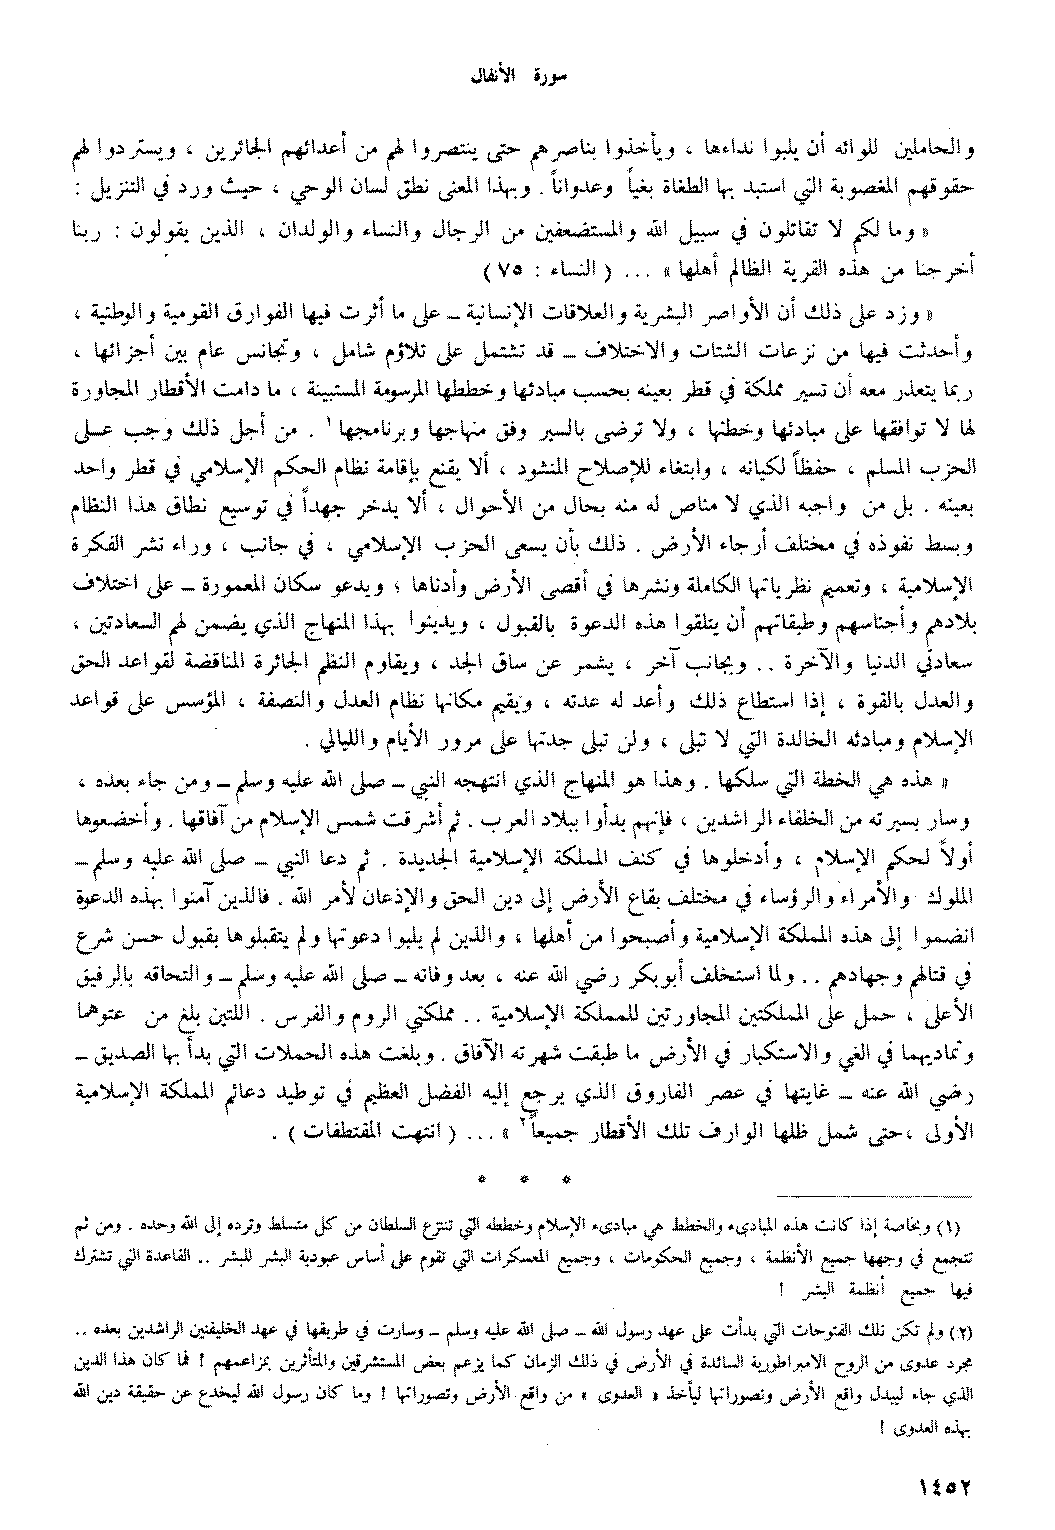 سورة الأنفال
والحاملين للوائه أن يلبوا نداءها ، ويأخذوا بناصرهم حتى ينتصروا لهم من أعدائهم الجائرين ، ويستردوا لهم
حقوقهم المغصوبة التي استبد بها الطغاة بغياً وعدواناً . وبهذا المعنى نطق لسان الوحي ، حيث ورد في التنزيل :
« وما لكم لا تقاتلون في سبيل الله والمستضعفين من الرجال والنساء والولدان ، الذين يقولون : ربنا
أخرجنا من هذه القرية الظالم أهلها » ... ( النساء : ٧٥ )
« وزد على ذلك أن الأواصر البشرية والعلاقات الإنسانية – على ما أثرت فيها الفوارق القومية والوطنية ،
وأحدثت فيها من نزعات الشتات والاختلاف – قد تشتمل على تلاؤم شامل ، وتجانس عام بين أجزائها ،
ربما يتعذر معه أن تسير مملكة في قطر بعينه بحسب مبادئها وخططها المرسومة المستبينة ، ما دامت الأقطار المجاورة
لها لا توافقها على مبادئها وخطتها ، ولا ترضى بالسير وفق منهاجها وبرنامجها ١ . من أجل ذلك وجب عـلى
الحزب المسلم ، حفظاً لكيانه ، وابتغاء للإصلاح المنشود ، ألا يقنع بإقامة نظام الحكم الإسلامي في قطر واحد
بعينه . بل من واجبه الذي لا مناص له منه بحال من الأحوال ، ألا يدخر جهداً في توسيع نطاق هذا النظام
وبسط نفوذه في مختلف أرجاء الأرض . ذلك بأن يسعى الحزب الإسلامي ، في جانب ، وراء نشر الفكرة
الإسلامية ، وتعميم نظرياتها الكاملة ونشرها في أقصى الأرض وأدناها ؛ ويدعو سكان المعمورة – على اختلاف
بلادهم وأجناسهم وطبقاتهم أن يتلقوا هذه الدعوة بالقبول ، ويدينوا بهذا المنهاج الذي يضمن لهم السعادتين ،
سعادتي الدنيا والآخرة .. وبجانب آخر ، يشمر عن ساق الجد ، ويقاوم النظم الجائرة المناقضة لقواعد الحق
والعدل بالقوة ، إذا استطاع ذلك وأعد له عدته ، ويقيم مكانها نظام العدل والنصفة ، المؤسس على قواعد
الإسلام ومبادئه الخالدة التي لا تبلى ، ولن تبلى جدتها على مرور الأيام والليالي .
« هذه هي الخطة التي سلكها . وهذا هو المنهاج الذي انتهجه النبي – صلى الله عليه وسلم – ومن جاء بعده ،
وسار بسيرته من الخلفاء الراشدين ، فإنهم بدأوا ببلاد العرب . ثم أشرقت شمس الإسلام من آفاقها . وأخضعوها
أولاً لحكم الإسلام ، وأدخلوها في كنف المملكة الإسلامية الجديدة . ثم دعا النبي – صلى الله عليه وسلم –
الملوك والأمراء والرؤساء في مختلف بقاع الأرض إلى دين الحق والإذعان لأمر الله . فالذين آمنوا بهذه الدعوة
انضموا إلى هذه المملكة الإسلامية وأصبحوا من أهلها ، والذين لم يلبوا دعوتها ولم يتقبلوها بقبول حسن شرع
في قتالهم وجهادهم .. ولما استخلف أبوبكر رضي الله عنه ، بعد وفاته – صلى الله عليه وسلم – والتحاقه بالرفيق
الأعلى ، حمل على المملكتين المجاورتين للمملكة الإسلامية .. مملكتي الروم والفرس . اللتين بلغ من عتوهما
وتماديهما في الغي والاستكبار في الأرض ما طبقت شهرته الآفاق . وبلغت هذه الحملات التي بدأ بها الصديق –
رضي الله عنه – غايتها في عصر الفاروق الذي يرجع إليه الفضل العظيم في توطيد دعائم المملكة الإسلامية
الأولى ،حتى شمل ظلها الوارف تلك الأقطار جميعاً ٢ » ... ( انتهت المقتطفات ) .
* * *
(١) وبخاصة إذا كانت هذه المبادىء والخطط هي مبادىء الإسلام وخططه التي تنتزع السلطان من كل متسلط وترده إلى الله وحده . ومن ثم
تتجمع في وجهها جميع الأنظمة ، وجميع الحكومات ، وجميع المعسكرات التي تقوم على أساس عبودية البشر للبشر .. القاعدة التي تشترك
فيها جميع أنظمة البشر !
(٢) ولم تكن تلك الفتوحات التي بدأت على عهد رسول الله – صلى الله عليه وسلم – وسارت في طريقها في عهد الخليفتين الراشدين بعده ..
مجرد عدوى من الروح الامبراطورية السائدة في الأرض في ذلك الزمان كما يزعم بعض المستشرقين والمتأثرين بمزاعمهم ! فما كان هذا الدين
الذي جاء ليبدل واقع الأرض وتصوراتها ليأخذ « العدوى » من واقع الأرض وتصوراتها ! وما كان رسول الله ليخدع عن حقيقة دين الله
بهذه العدوى !
١٤٥٢